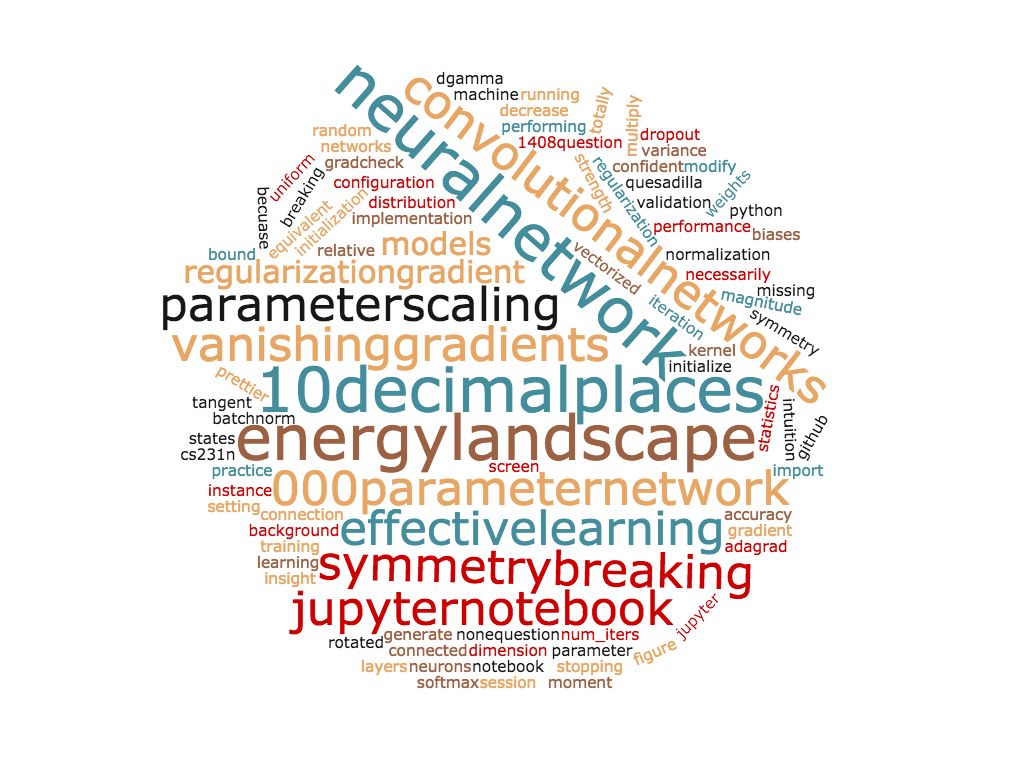 dgamma
machine
running
decrease
performing
1408question
totally
multiply
dropout
variance
confident
modify
quesadilla
weights
validation
python
performance
biases
normalization
necessarily
missing
magnitude
symmetry
neuralnetwork
convolutionalnetworks
strength
regularization
vectorized
iteration
kernel
initialize
random
networks
gradcheck
uniform
breaking
configuration
distribution
implementation
becuase
equivalent
initialization
relative
bound
models
regularizationgradient
parameterscaling
vanishinggradients
prettier
10decimalplaces
tangent
batchnorm
states
cs231n
energylandscape
statistics
intuition
github
practice
screen
import
instance
000parameternetwork
setting
connection
background
effectivelearning
accuracy
gradient
adagrad
training
learning
insight
symmetrybreaking
jupyternotebook
jupyter
rotated
generate
nonequestion
num_iters
connected
dimension
parameter
figure
layers
neurons
notebook
stopping
softmax
session
moment